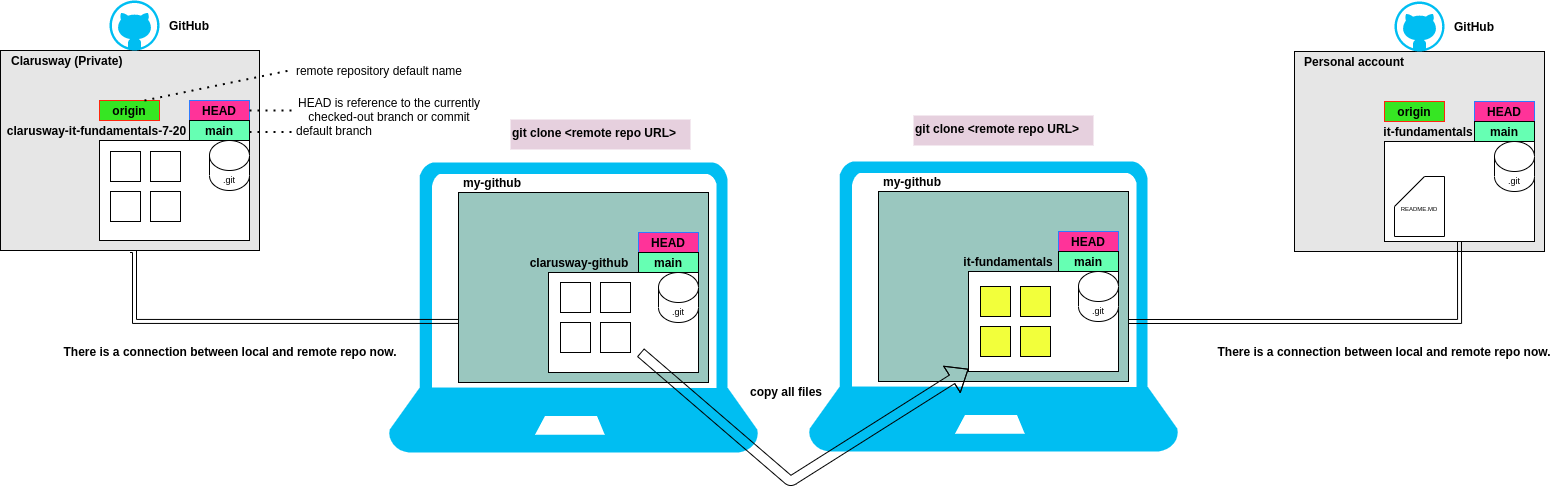 GitHub
Clarusway (Private)
remote repository default name
origin
HEAD
HEAD is reference to the currently
checked-out branch or commit
clarusway-it-fundamentals-7-20
main
default branch
.git
There is a connection between local and remote repo now.
git clone <remote repo URL>
my-github
HEAD
clarusway-github
main
.git
copy all files
git clone <remote repo URL>
my-github
HEAD
it-fundamentals
main
.git
GitHub
Personal account
origin
HEAD
it-fundamentals
main
.git
README.MD
There is a connection between local and remote repo now.